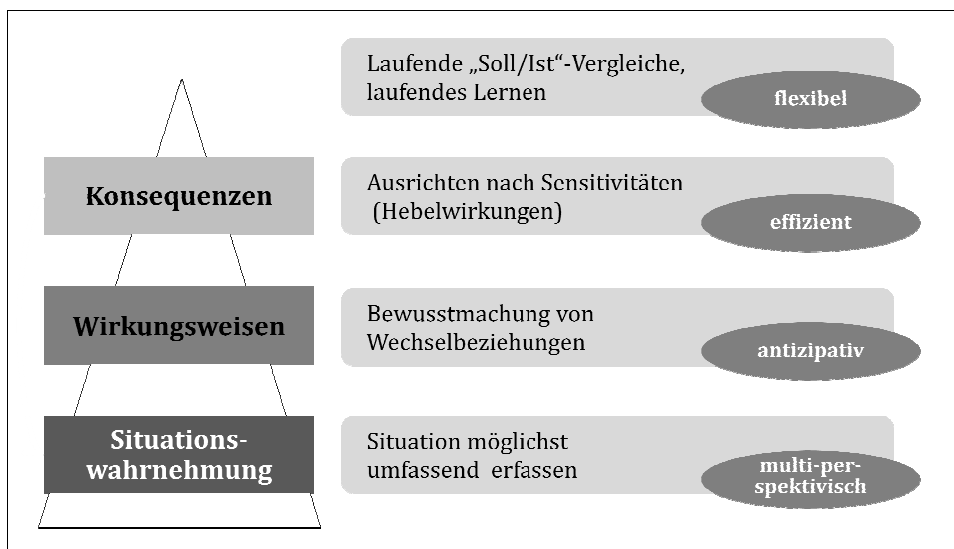 Laufende „Soll/Ist“-Vergleiche,
laufendes Lernen
flexibel
Konsequenzen
Ausrichten nach Sensitivitäten
(Hebelwirkungen)
effizient
Wirkungsweisen
Bewusstmachung von
Wechselbeziehungen
antizipativ
Situations-
wahrnehmung
Situation möglichst
umfassend erfassen
multi-per-
spektivisch